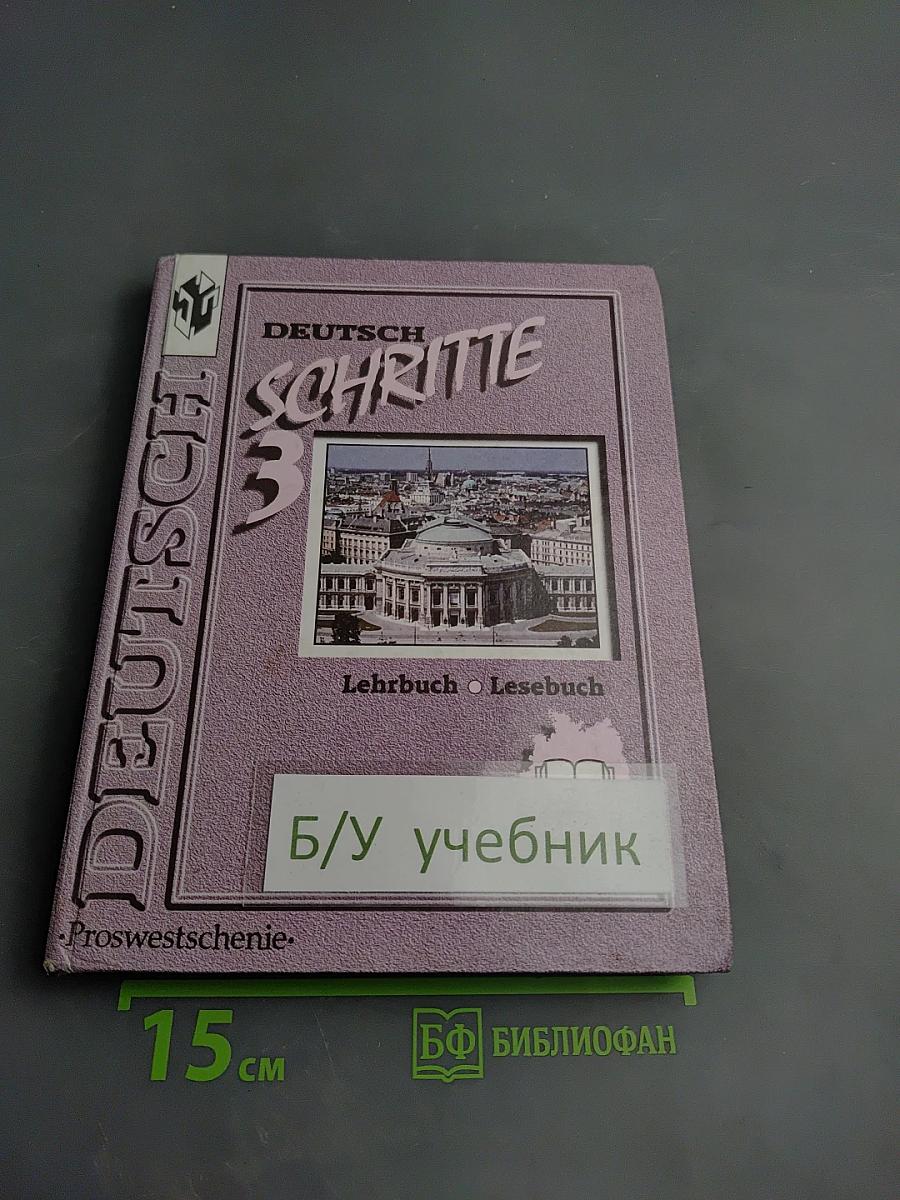 DEUTSCH
DEUTSCH
SCHRITTE
3
Lehrbuch Lesebuch
Б/У учебник
·Proswestschenie·
15 см
БФ БИБЛИОФАН